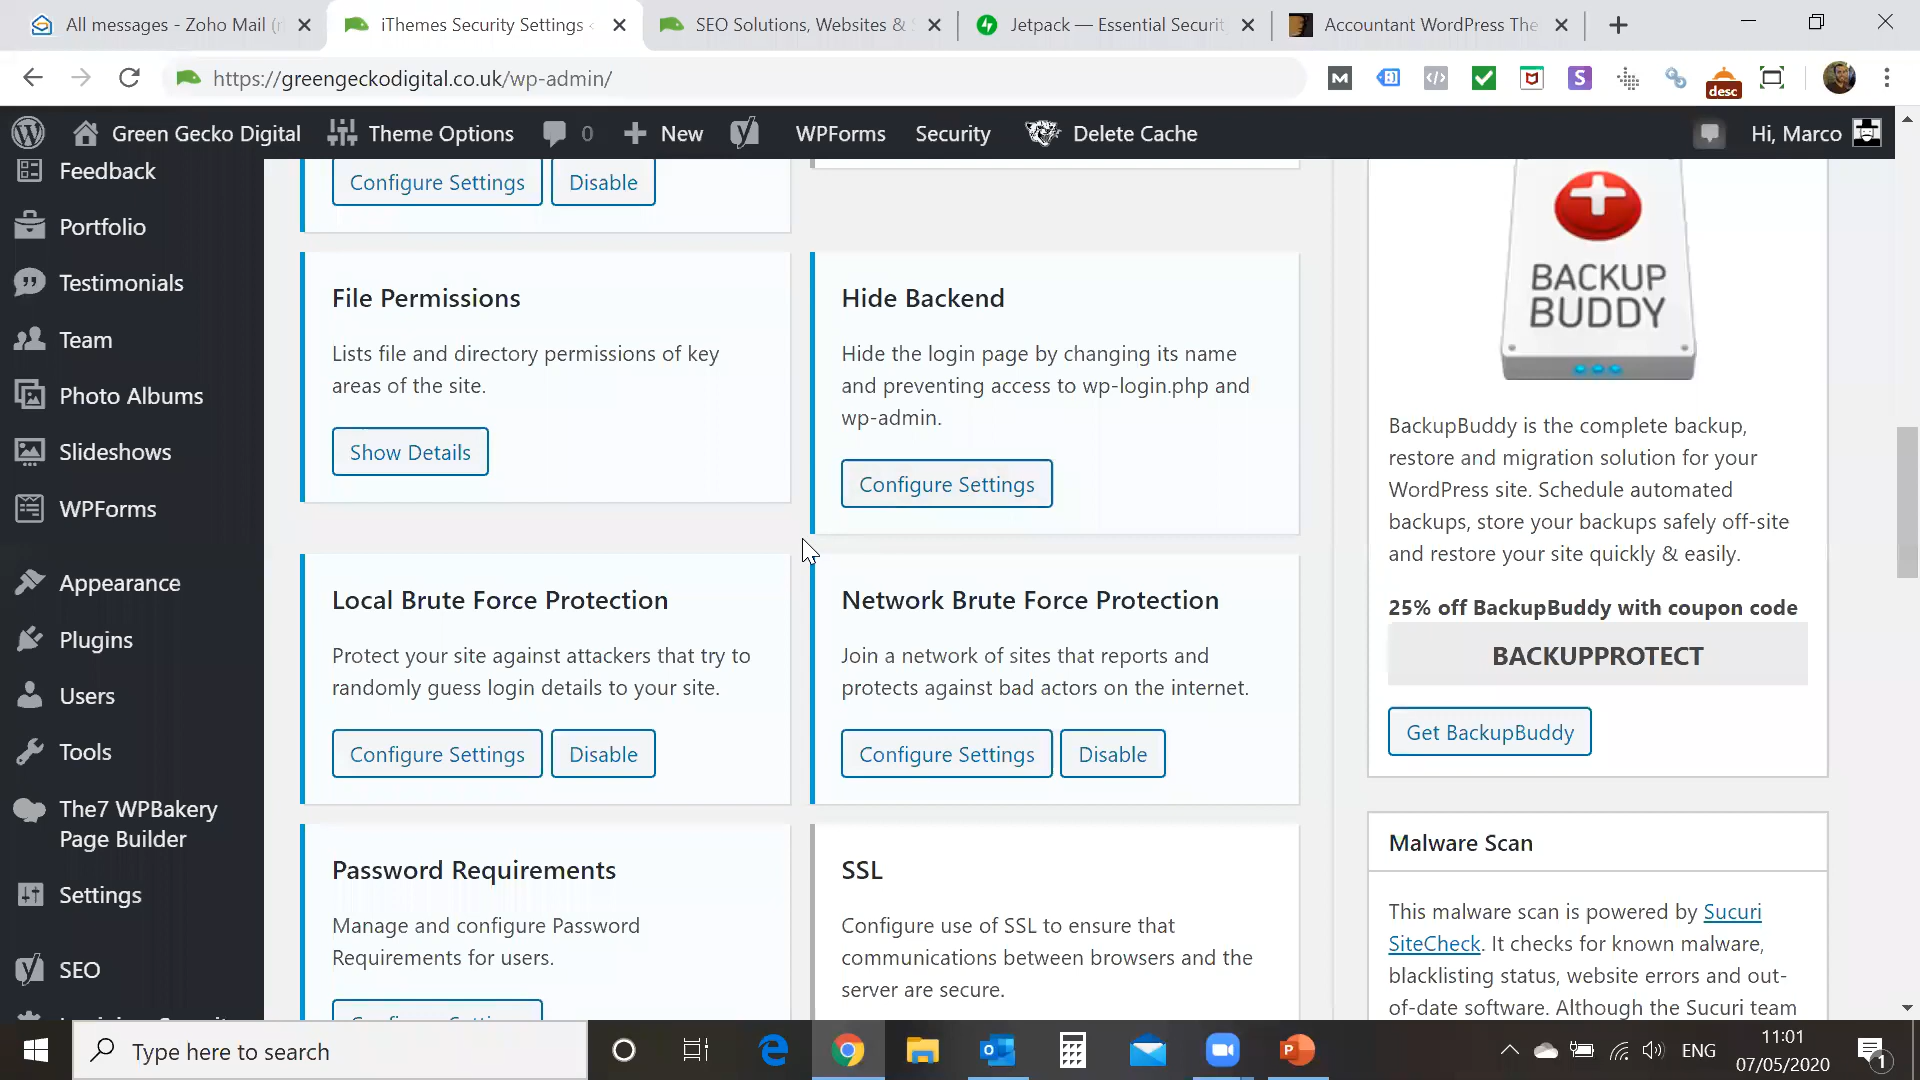 All messages - Zoho Mail (
iThemes Security Settings
SEO Solutions, Websites &
Jetpack — Essential Securit
Accountant WordPress The
https://greengeckodigital.co.uk/wp-admin/
desc
Green Gecko Digital
Theme Options
0
New
WPForms
Security
Delete Cache
Hi, Marco
Feedback
Portfolio
Testimonials
Team
Photo Albums
Slideshows
WPForms
Appearance
Plugins
Users
Tools
The7 WPBakery
Page Builder
Settings
SEO
Configure Settings
Disable
File Permissions
Lists file and directory permissions of key
areas of the site.
Show Details
Hide Backend
Hide the login page by changing its name
and preventing access to wp-login.php and
wp-admin.
Configure Settings
Local Brute Force Protection
Protect your site against attackers that try to
randomly guess login details to your site.
Configure Settings
Disable
Network Brute Force Protection
Join a network of sites that reports and
protects against bad actors on the internet.
Configure Settings
Disable
Password Requirements
Manage and configure Password
Requirements for users.
SSL
Configure use of SSL to ensure that
communications between browsers and the
server are secure.
BACKUP
BUDDY
BackupBuddy is the complete backup,
restore and migration solution for your
WordPress site. Schedule automated
backups, store your backups safely off-site
and restore your site quickly & easily.
25% off BackupBuddy with coupon code
BACKUPPROTECT
Get BackupBuddy
Malware Scan
This malware scan is powered by Sucuri
SiteCheck. It checks for known malware,
blacklisting status, website errors and out-
of-date software. Although the Sucuri team
Type here to search
ENG
11:01
07/05/2020
1